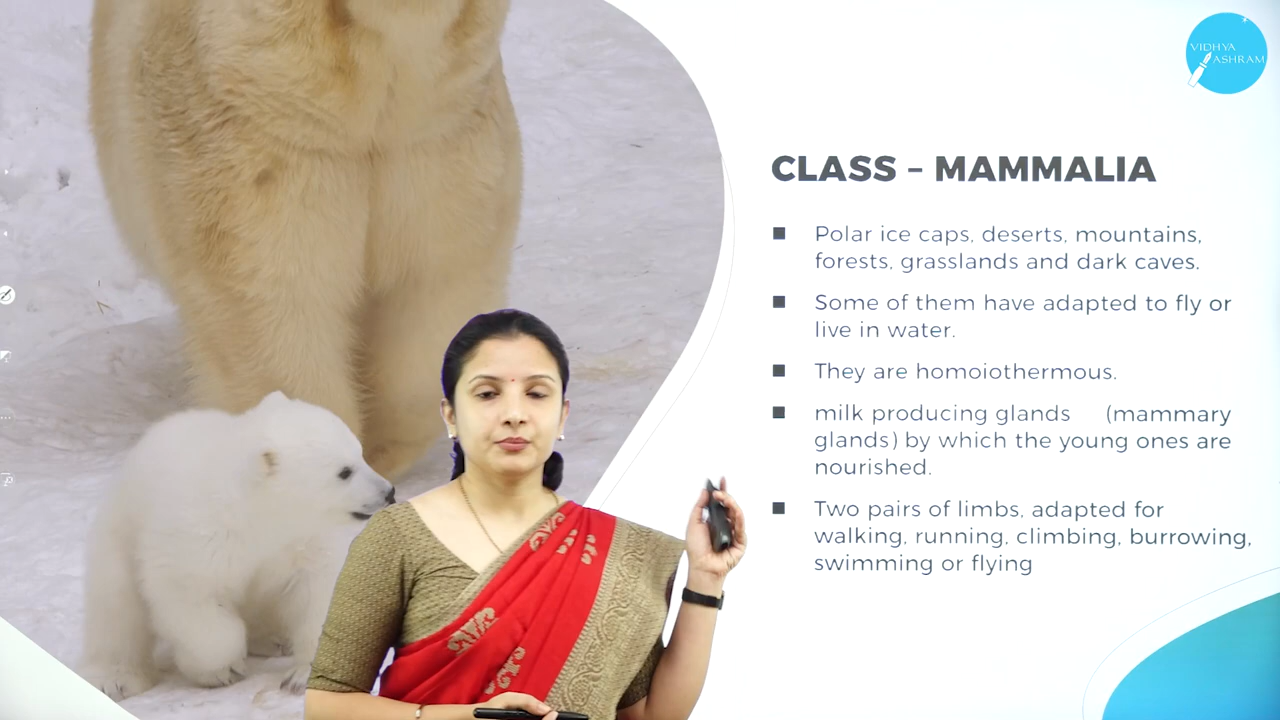 VIDHYA
ASHRAM
CLASS – MAMMALIA
■ Polar ice caps, deserts, mountains,
forests, grasslands and dark caves.
■ Some of them have adapted to fly or
live in water.
■ They are homoiothermous.
■ milk producing glands (mammary
glands) by which the young ones are
nourished.
■ Two pairs of limbs, adapted for
walking, running, climbing, burrowing,
swimming or flying